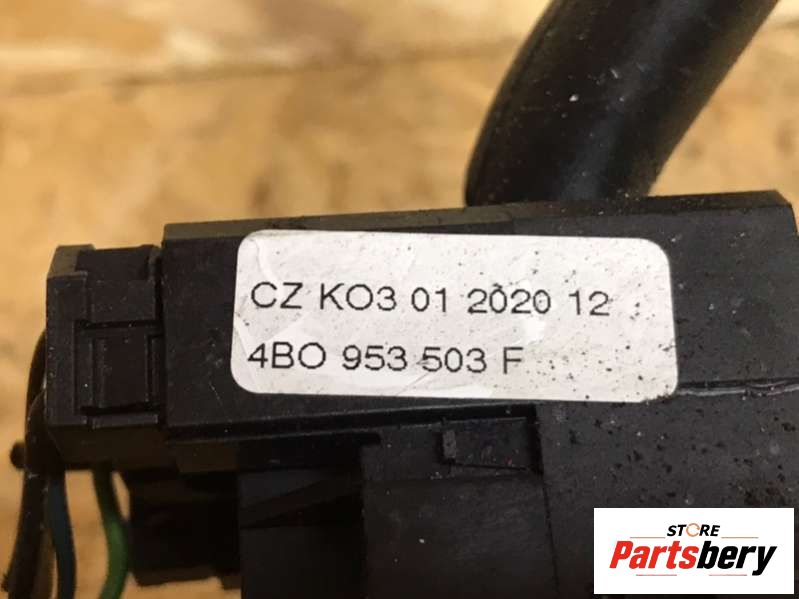 CZ KO3 01 2020 12
4BO 953 503 F
STORE
Partsbery